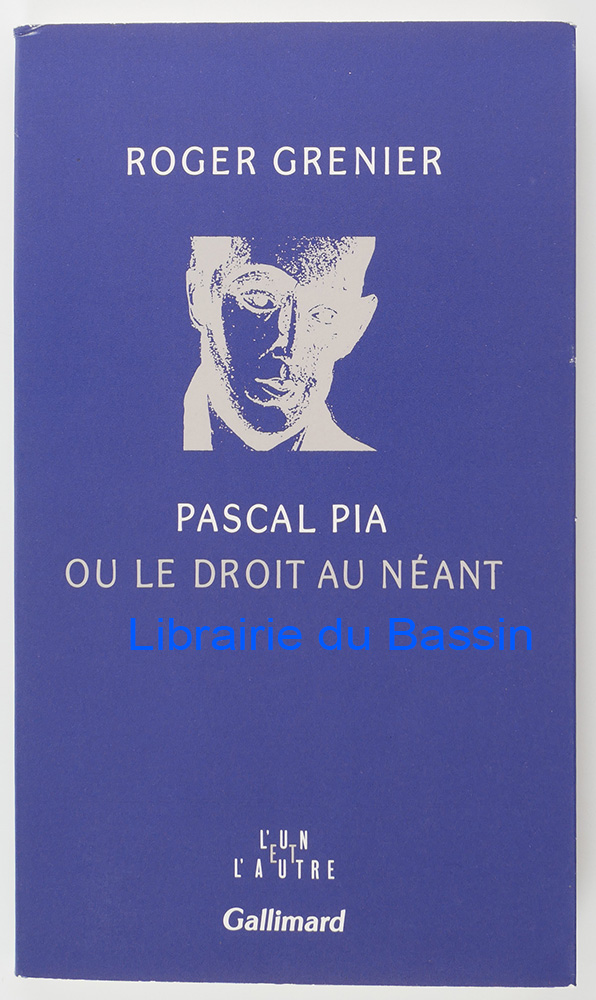 ROGER GRENIER
PASCAL PIA
OU LE DROIT AU NÉANT
Librairie du Bassin
L'UN
ET
L'AUTRE
Gallimard